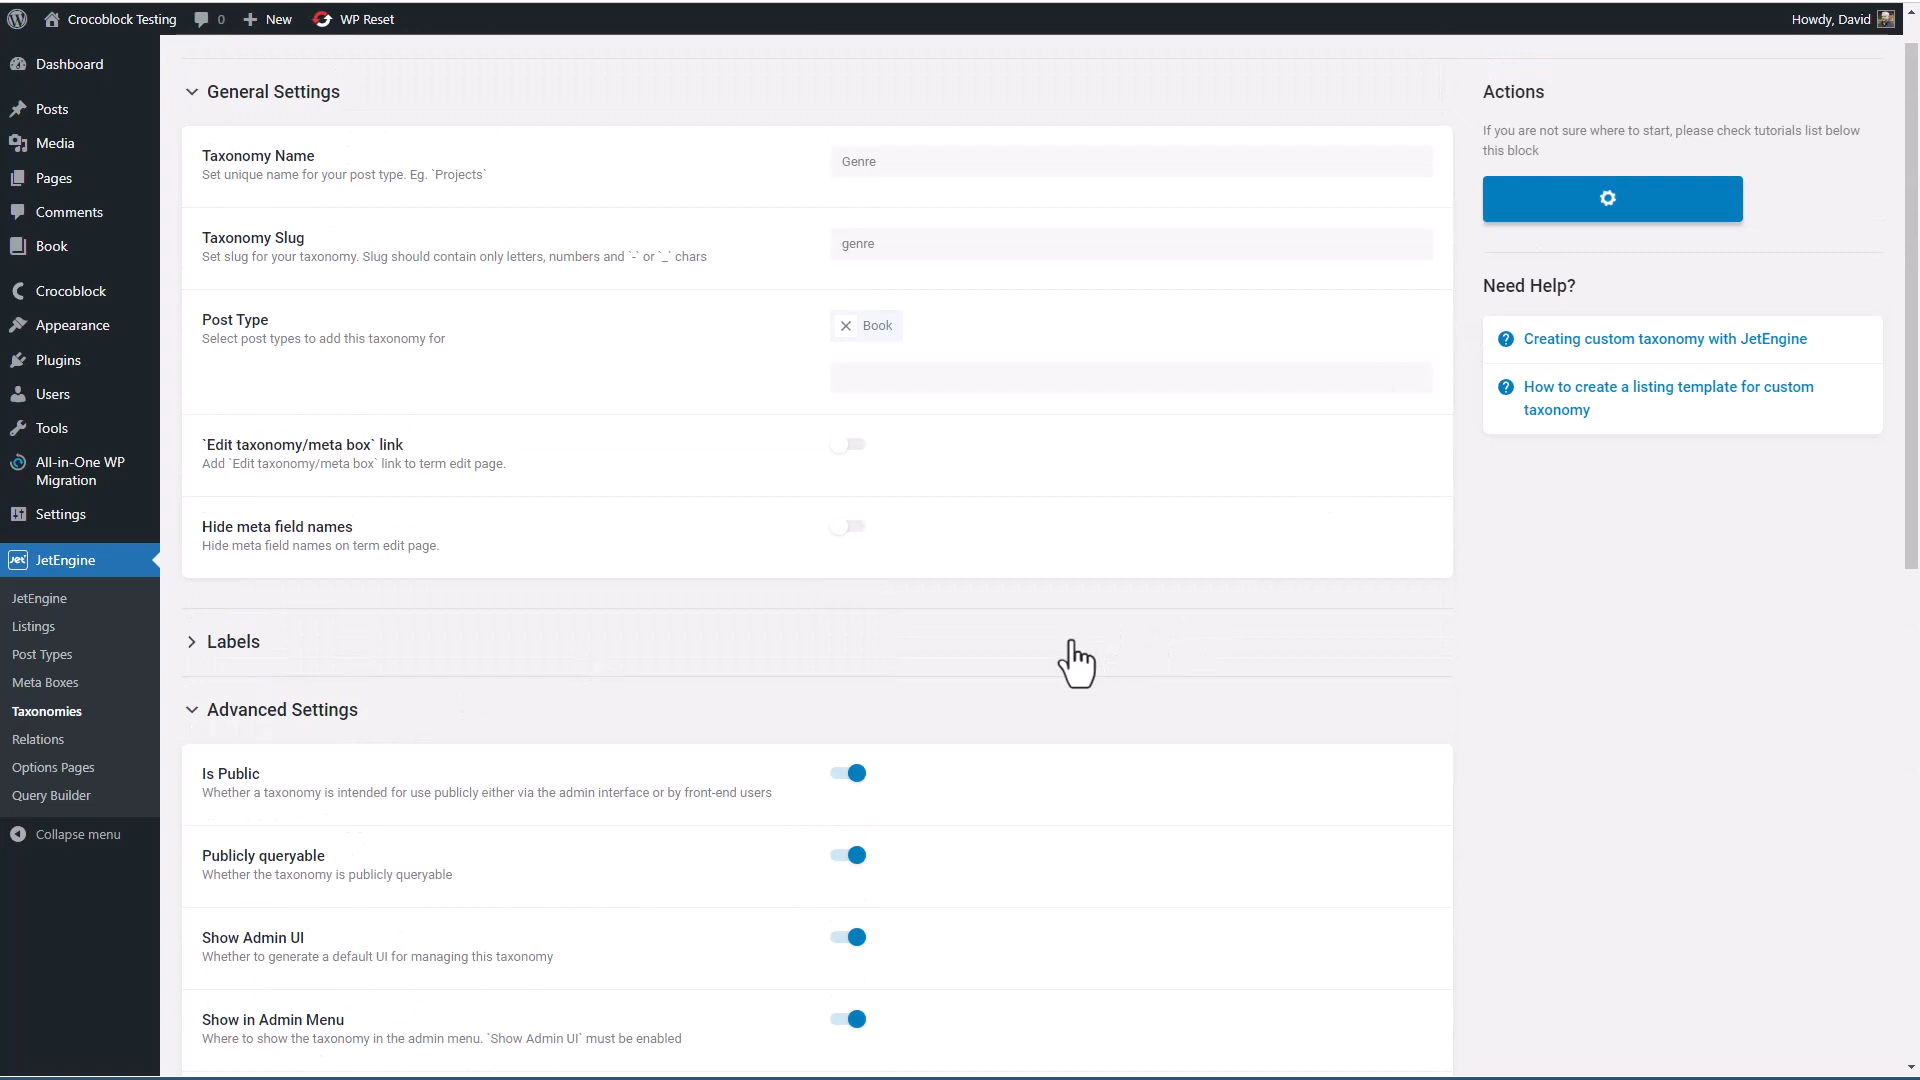 Crocoblock Testing
0
New
WP Reset
Howdy, David
Dashboard
Posts
Media
Pages
Comments
Book
Crocoblock
Appearance
Plugins
Users
Tools
All-in-One WP
Migration
Settings
Jet
JetEngine
JetEngine
Listings
Post Types
Meta Boxes
Taxonomies
Relations
Options Pages
Query Builder
Collapse menu
General Settings
Taxonomy Name
Set unique name for your post type. Eg. `Projects`
Genre
Taxonomy Slug
Set slug for your taxonomy. Slug should contain only letters, numbers and `-` or `_` chars
genre
Post Type
Select post types to add this taxonomy for
Book
`Edit taxonomy/meta box` link
Add `Edit taxonomy/meta box` link to term edit page.
Hide meta field names
Hide meta field names on term edit page.
Labels
Advanced Settings
Is Public
Whether a taxonomy is intended for use publicly either via the admin interface or by front-end users
Publicly queryable
Whether the taxonomy is publicly queryable
Show Admin UI
Whether to generate a default UI for managing this taxonomy
Show in Admin Menu
Where to show the taxonomy in the admin menu. `Show Admin UI` must be enabled
Actions
If you are not sure where to start, please check tutorials list below
this block
Need Help?
Creating custom taxonomy with JetEngine
How to create a listing template for custom
taxonomy